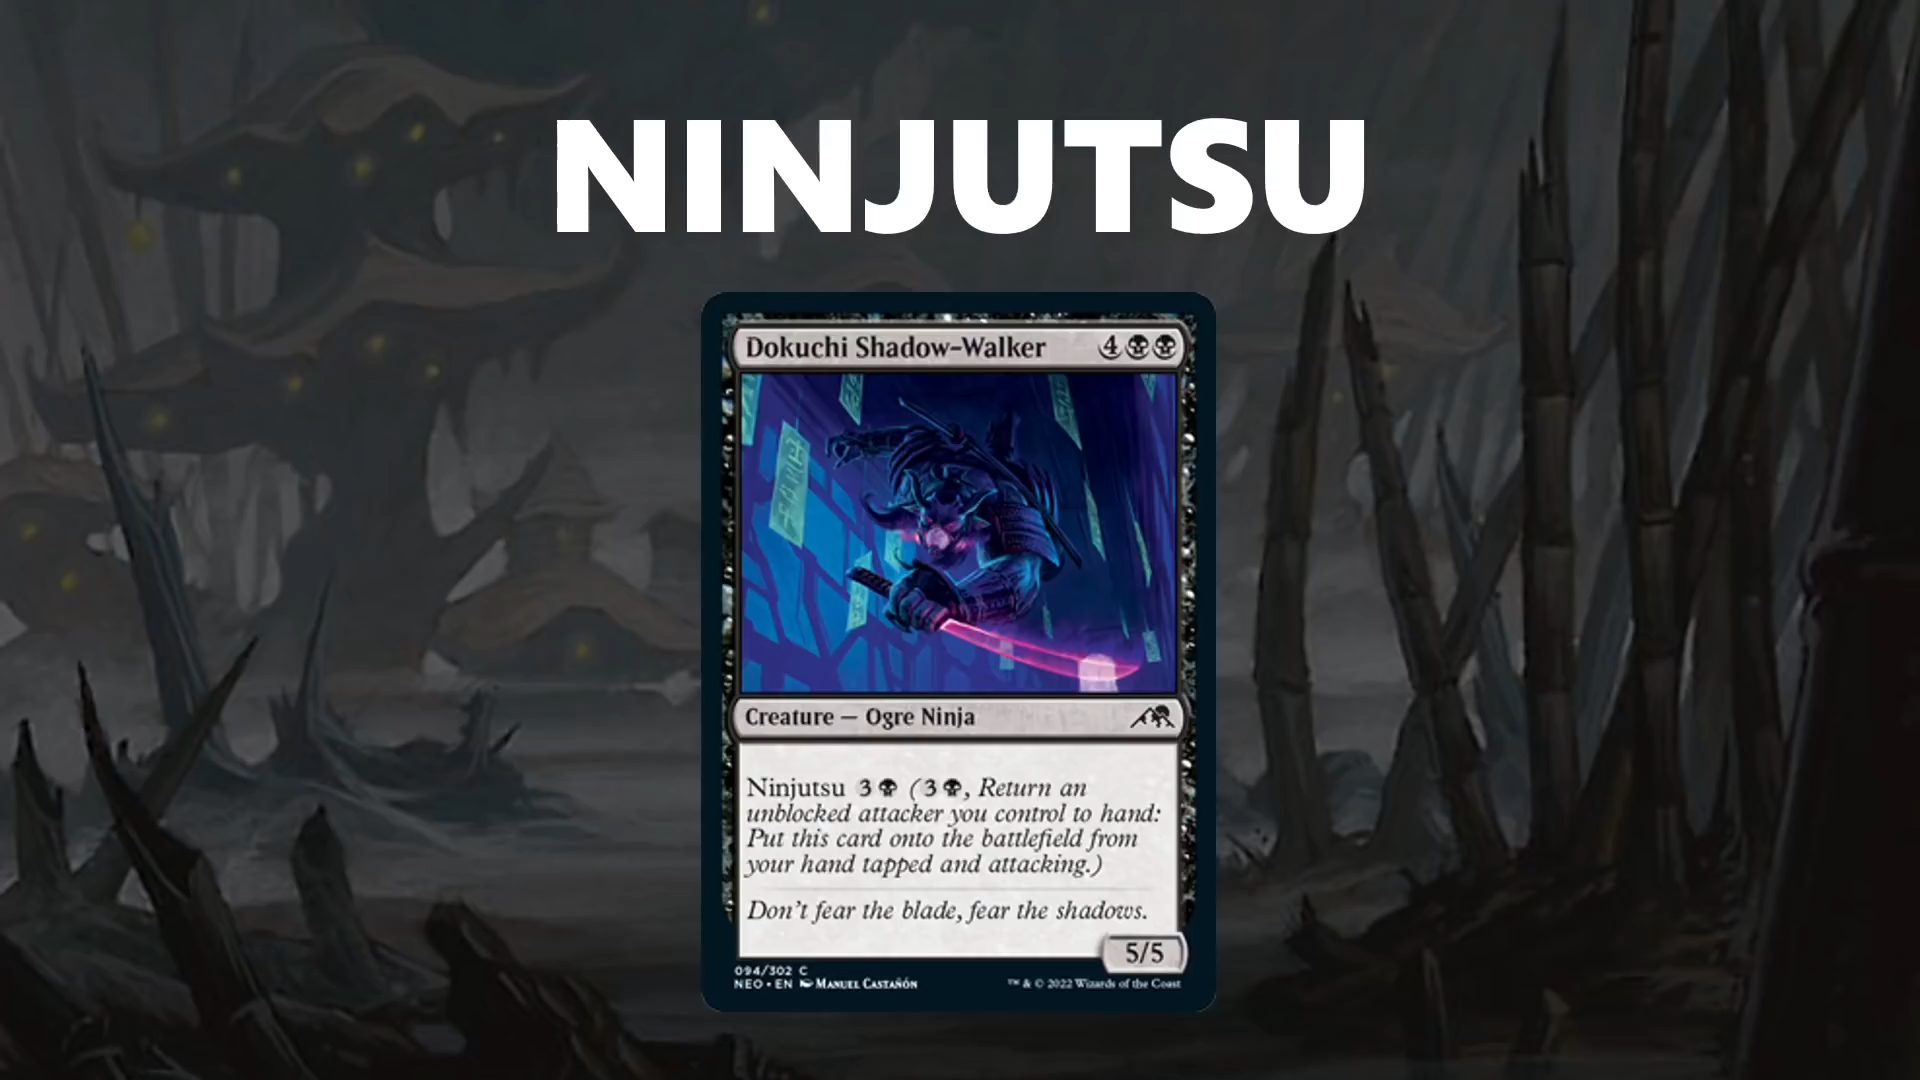 NINJUTSU
Dokuchi Shadow-Walker 4
Creature — Ogre Ninja
Ninjutsu 3 (3, Return an
unblocked attacker you control to hand:
Put this card onto the battlefield from
your hand tapped and attacking.)
Don't fear the blade, fear the shadows.
5/5
094/302 C
NEO • EN Manuel Castañón
™ & © 2022 Wizards of the Coast